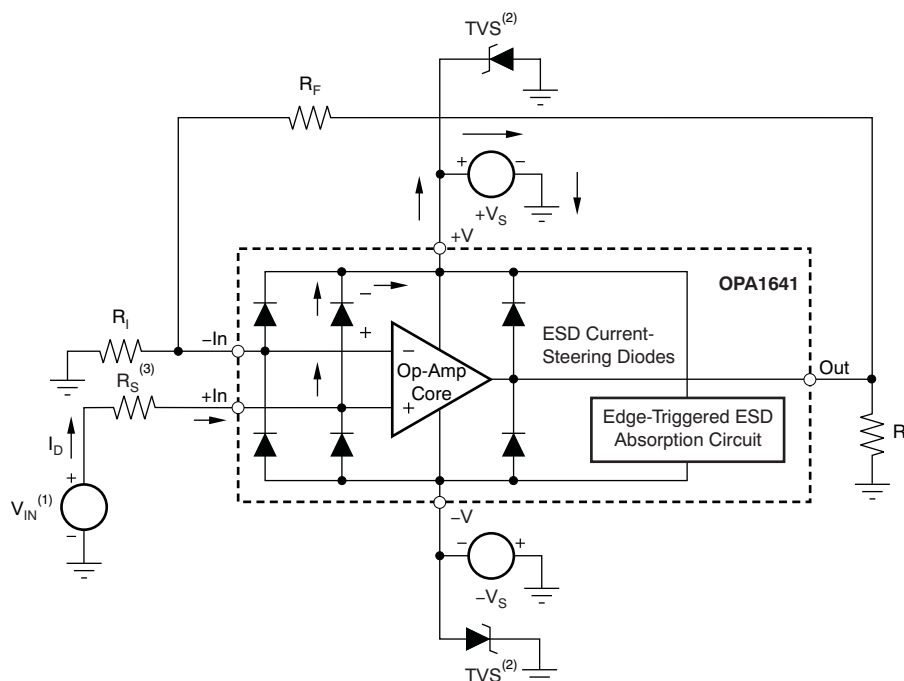 TVS(2)
RF
+ −
+VS
+V
OPA1641
−
+
RI
−In
ESD Current-
Steering Diodes
(3)
−
Op-Amp
Core
Out
RS
+In
+
Edge-Triggered ESD
Absorption Circuit
R
ID
+
VIN(1)
−
−V
− +
−VS
TVS(2)